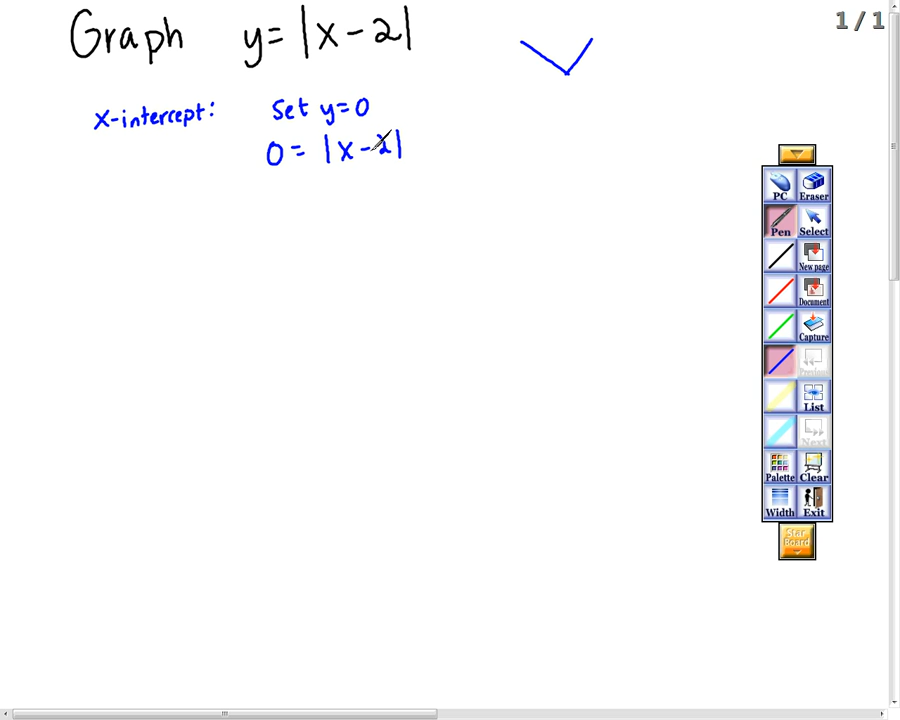 Graph y = |x - 2|
1 / 1
x-intercept: Set y = 0
0 = |x - 2|
PC Eraser
Pen Select
New page
Document
Capture
Previous
List
Next
Palette Clear
Width Exit
Star
Board